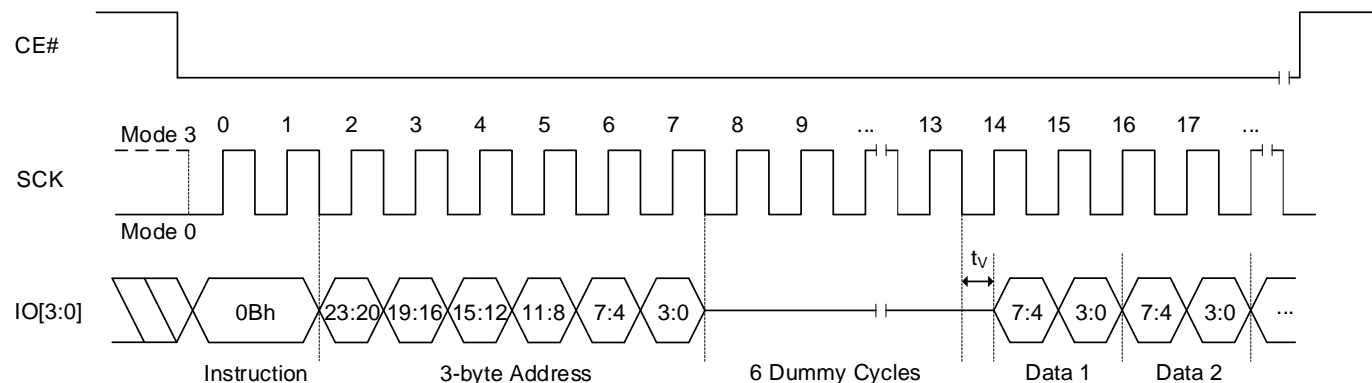 CE#
0 1 2 3 4 5 6 7 8 9 ... 13 14 15 16 17 ...
Mode 3
SCK
Mode 0
tV
IO[3:0] 0Bh 23:20 19:16 15:12 11:8 7:4 3:0 7:4 3:0 7:4 3:0 ...
Instruction 3-byte Address 6 Dummy Cycles Data 1 Data 2